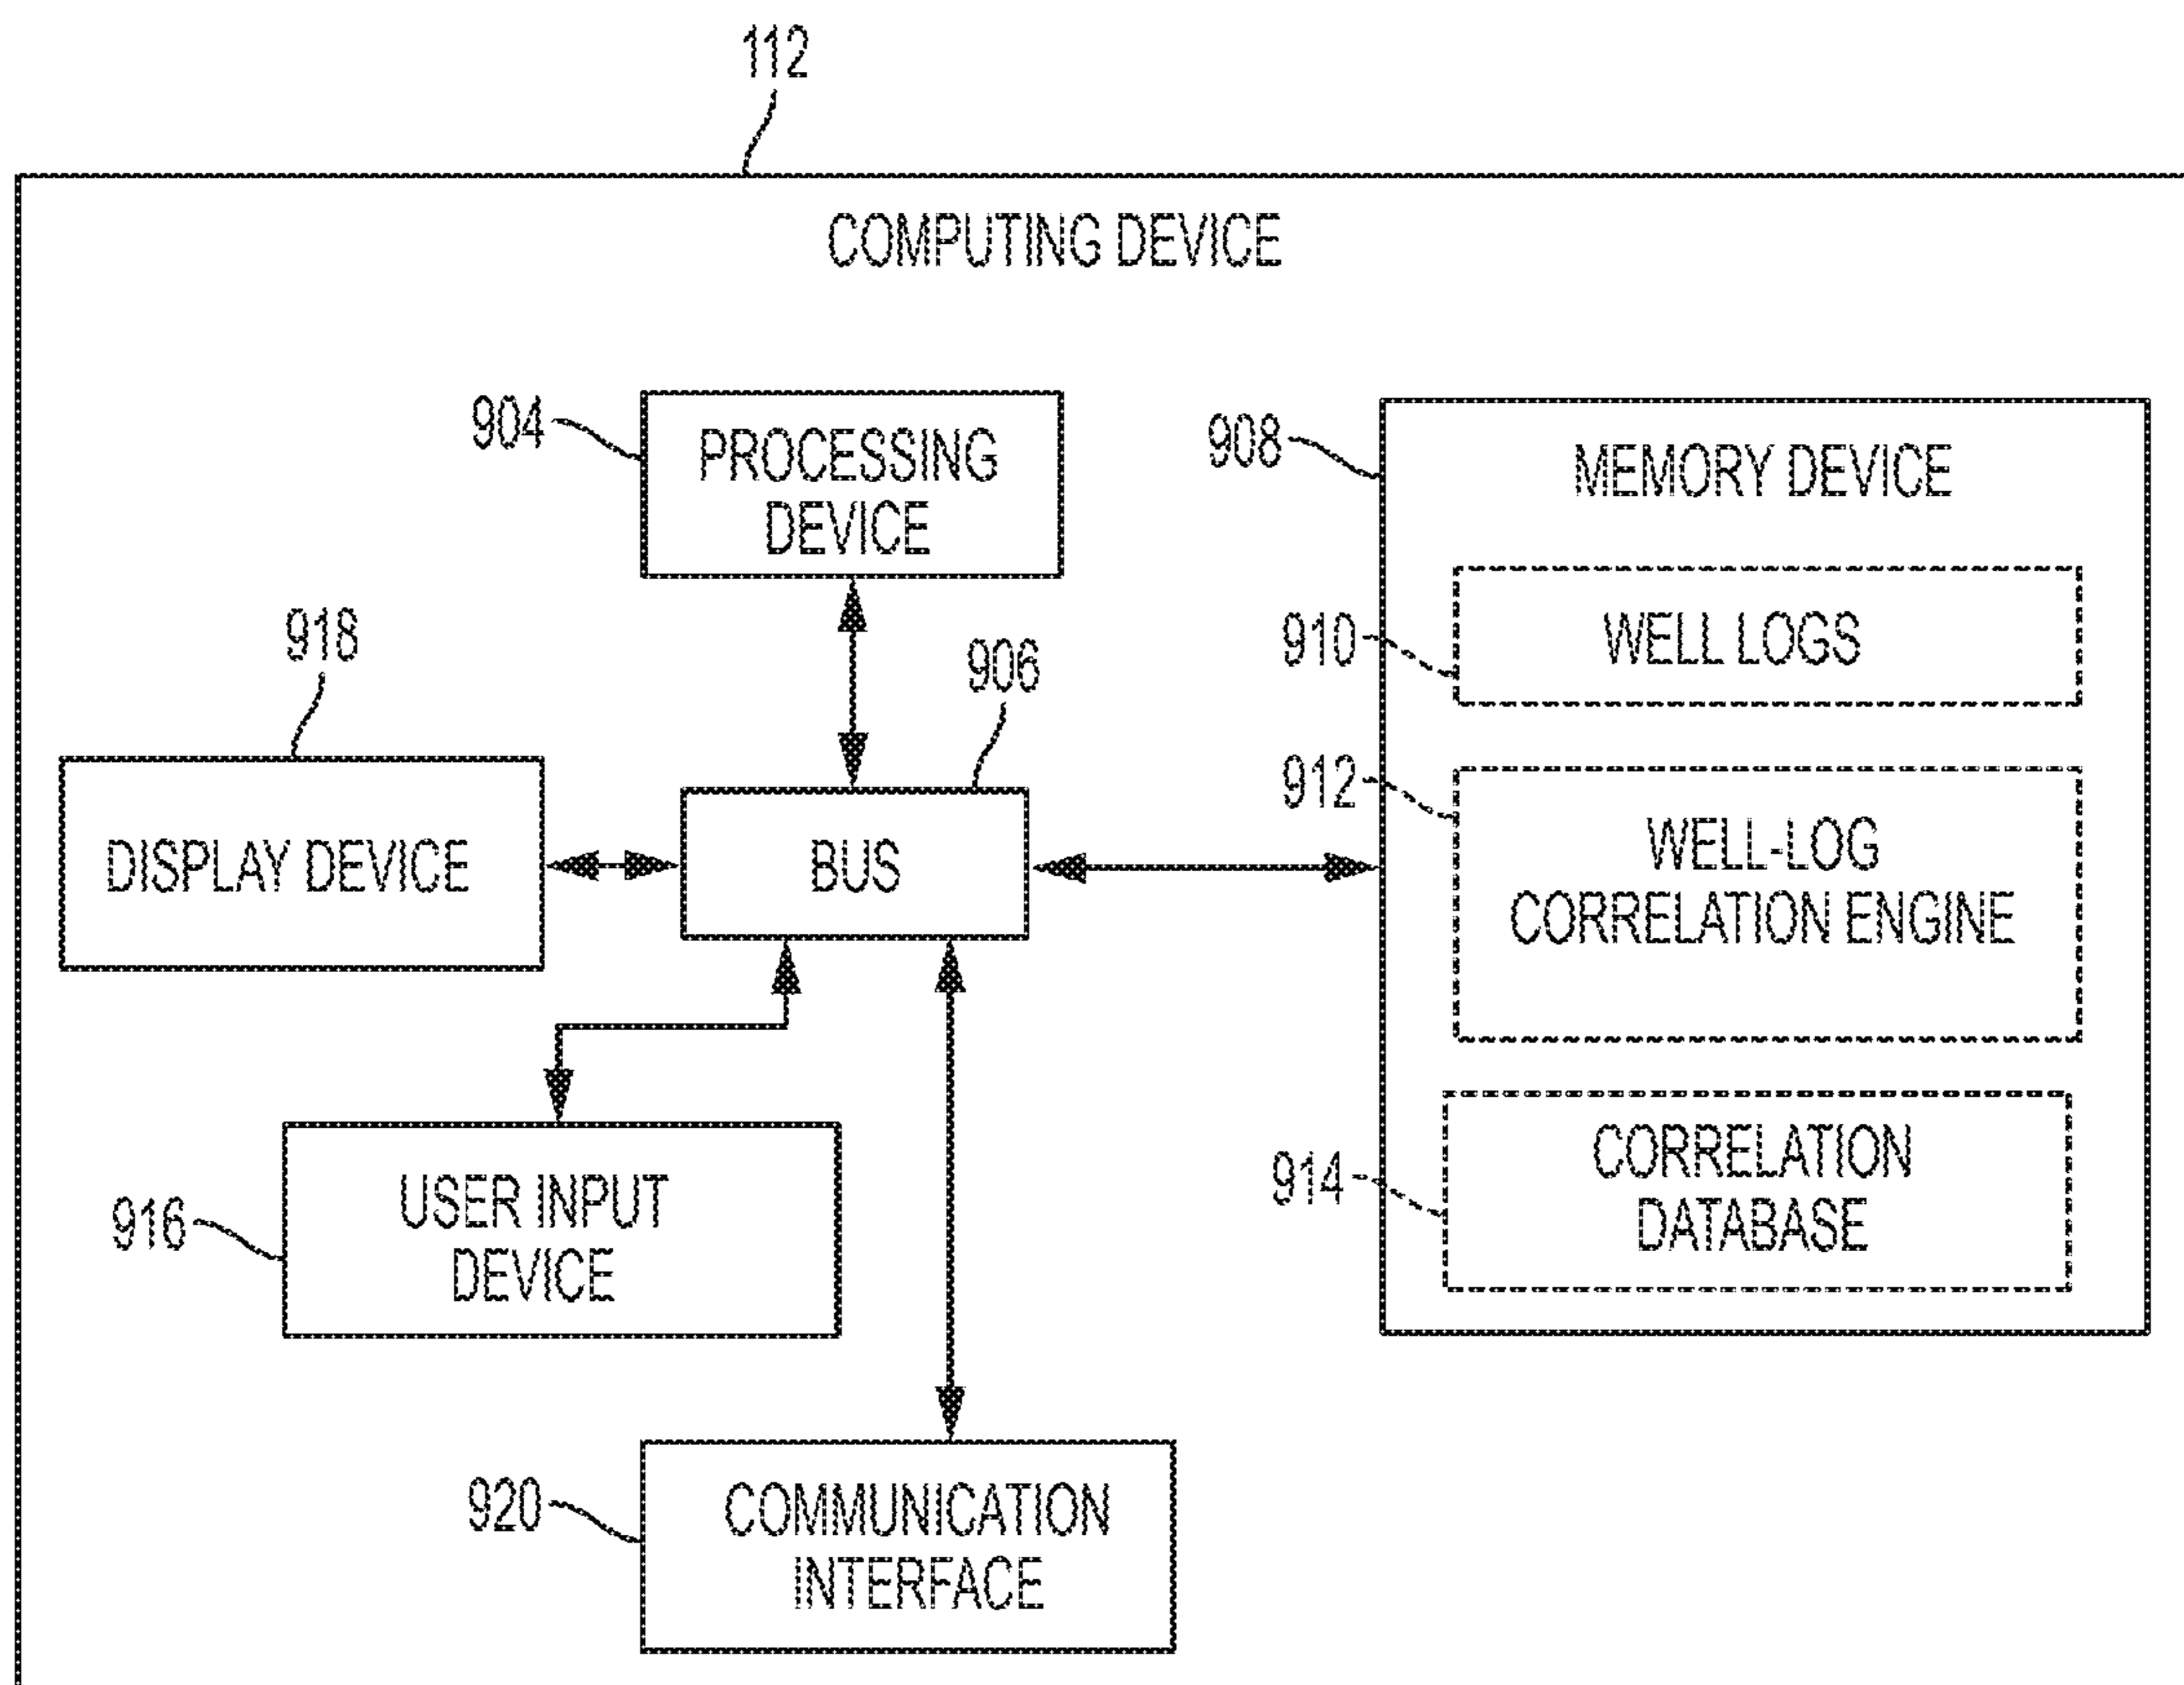 112
COMPUTING DEVICE
904
PROCESSING
DEVICE
908
MEMORY DEVICE
910
WELL LOGS
918
906
912
WELL-LOG
CORRELATION ENGINE
DISPLAY DEVICE
BUS
914
CORRELATION
DATABASE
916
USER INPUT
DEVICE
920
COMMUNICATION
INTERFACE